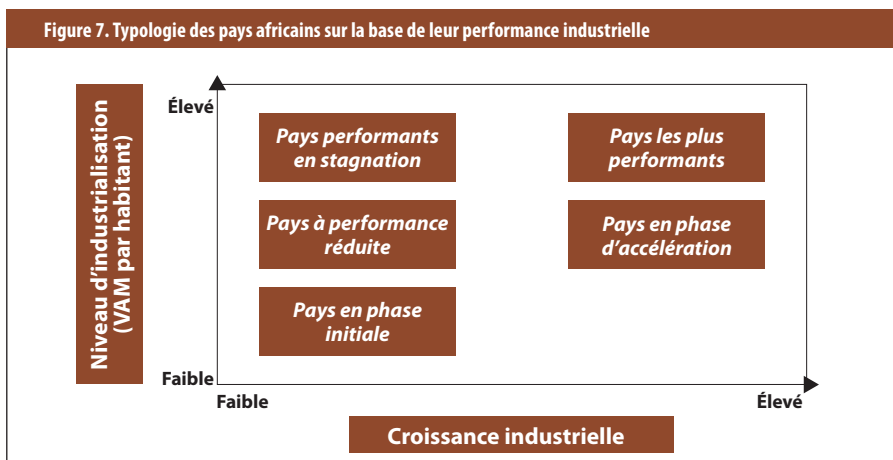 Figure 7. Typologie des pays africains sur la base de leur performance industrielle
Niveau d’industrialisation
(VAM par habitant)
Élevé
Pays performants
en stagnation
Pays les plus
performants
Pays à performance
réduite
Pays en phase
d’accélération
Pays en phase
initiale
Faible
Faible
Élevé
Croissance industrielle